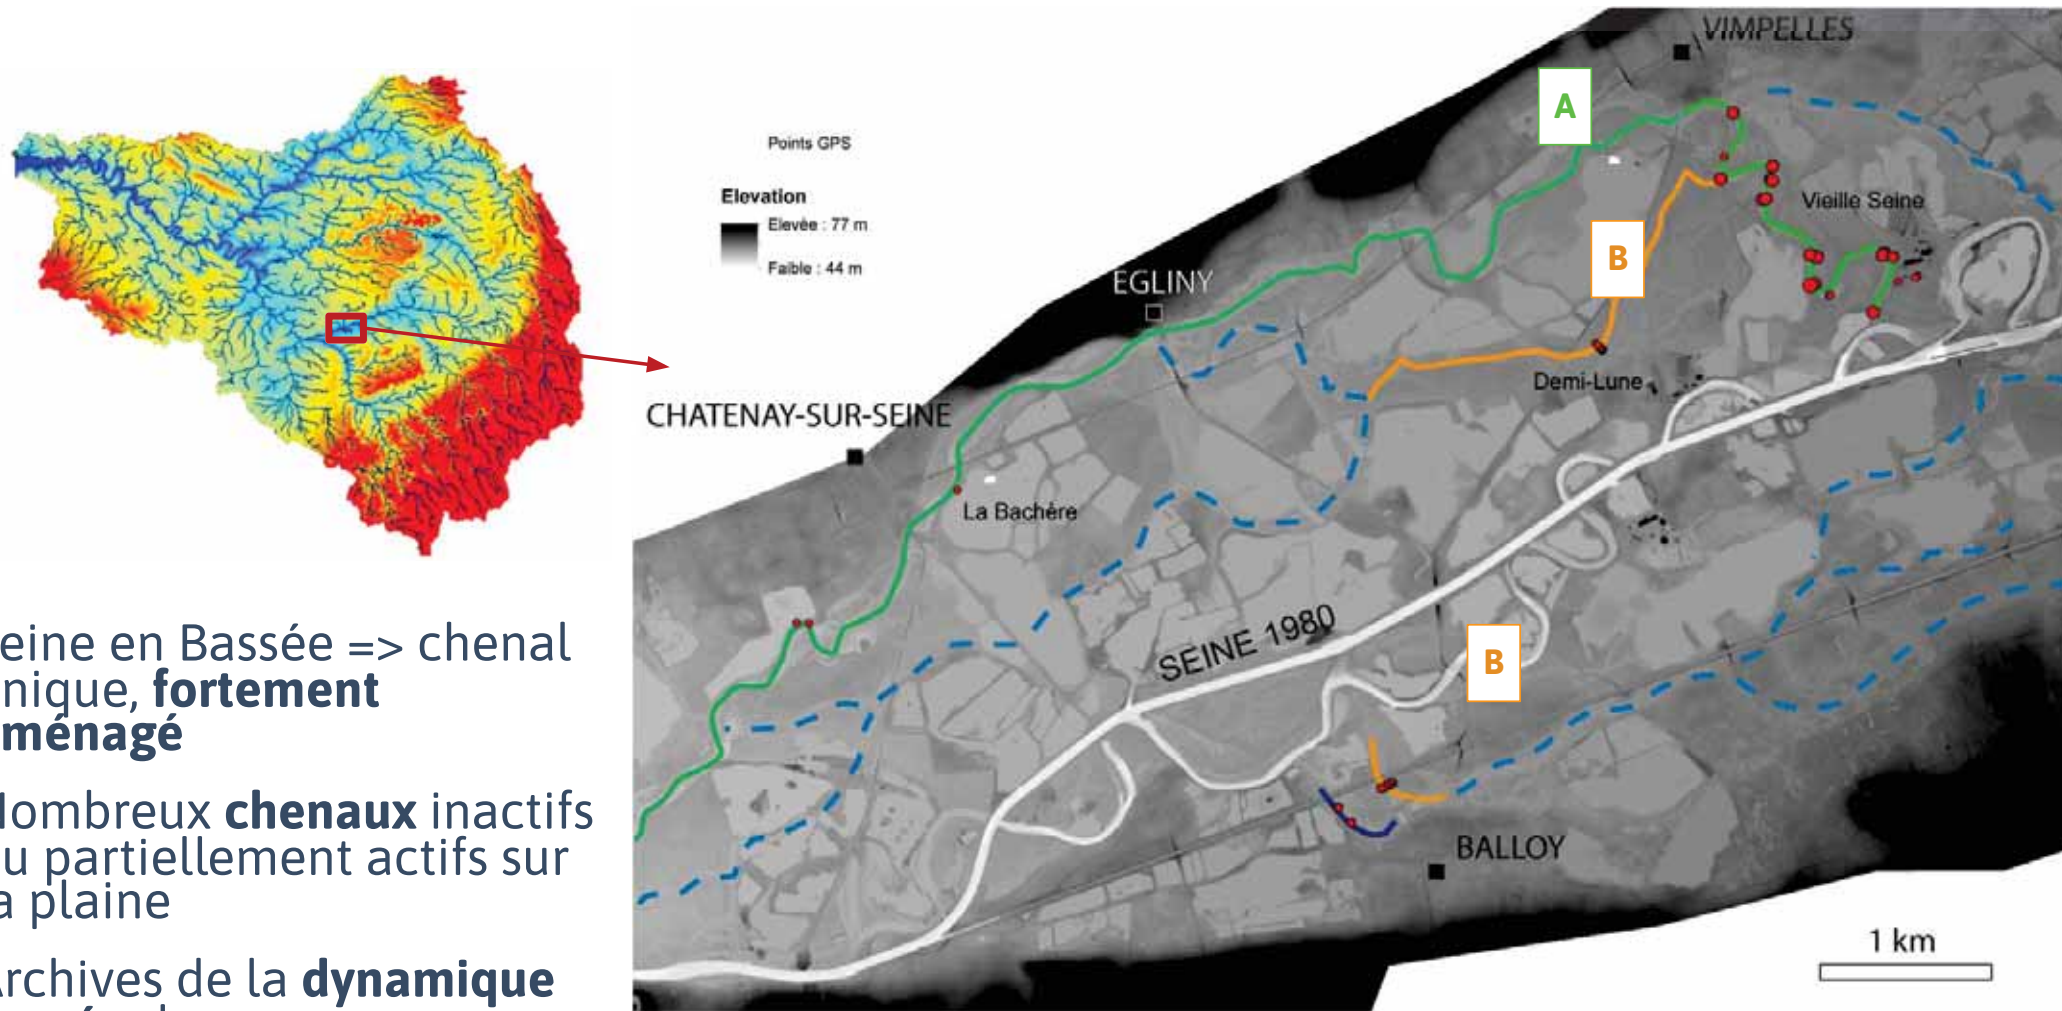 eine en Bassée => chenal
nique, fortement
ménagé
ombreux chenaux inactifs
u partiellement actifs sur
a plaine
rchives de la dynamique
Points GPS
Elevation
Elevée : 77 m
Faible : 44 m
VIMPELLES
A
B
Vieille Seine
EGLINY
Demi-Lune
CHATENAY-SUR-SEINE
La Bachère
SEINE 1980
B
BALLOY
1 km